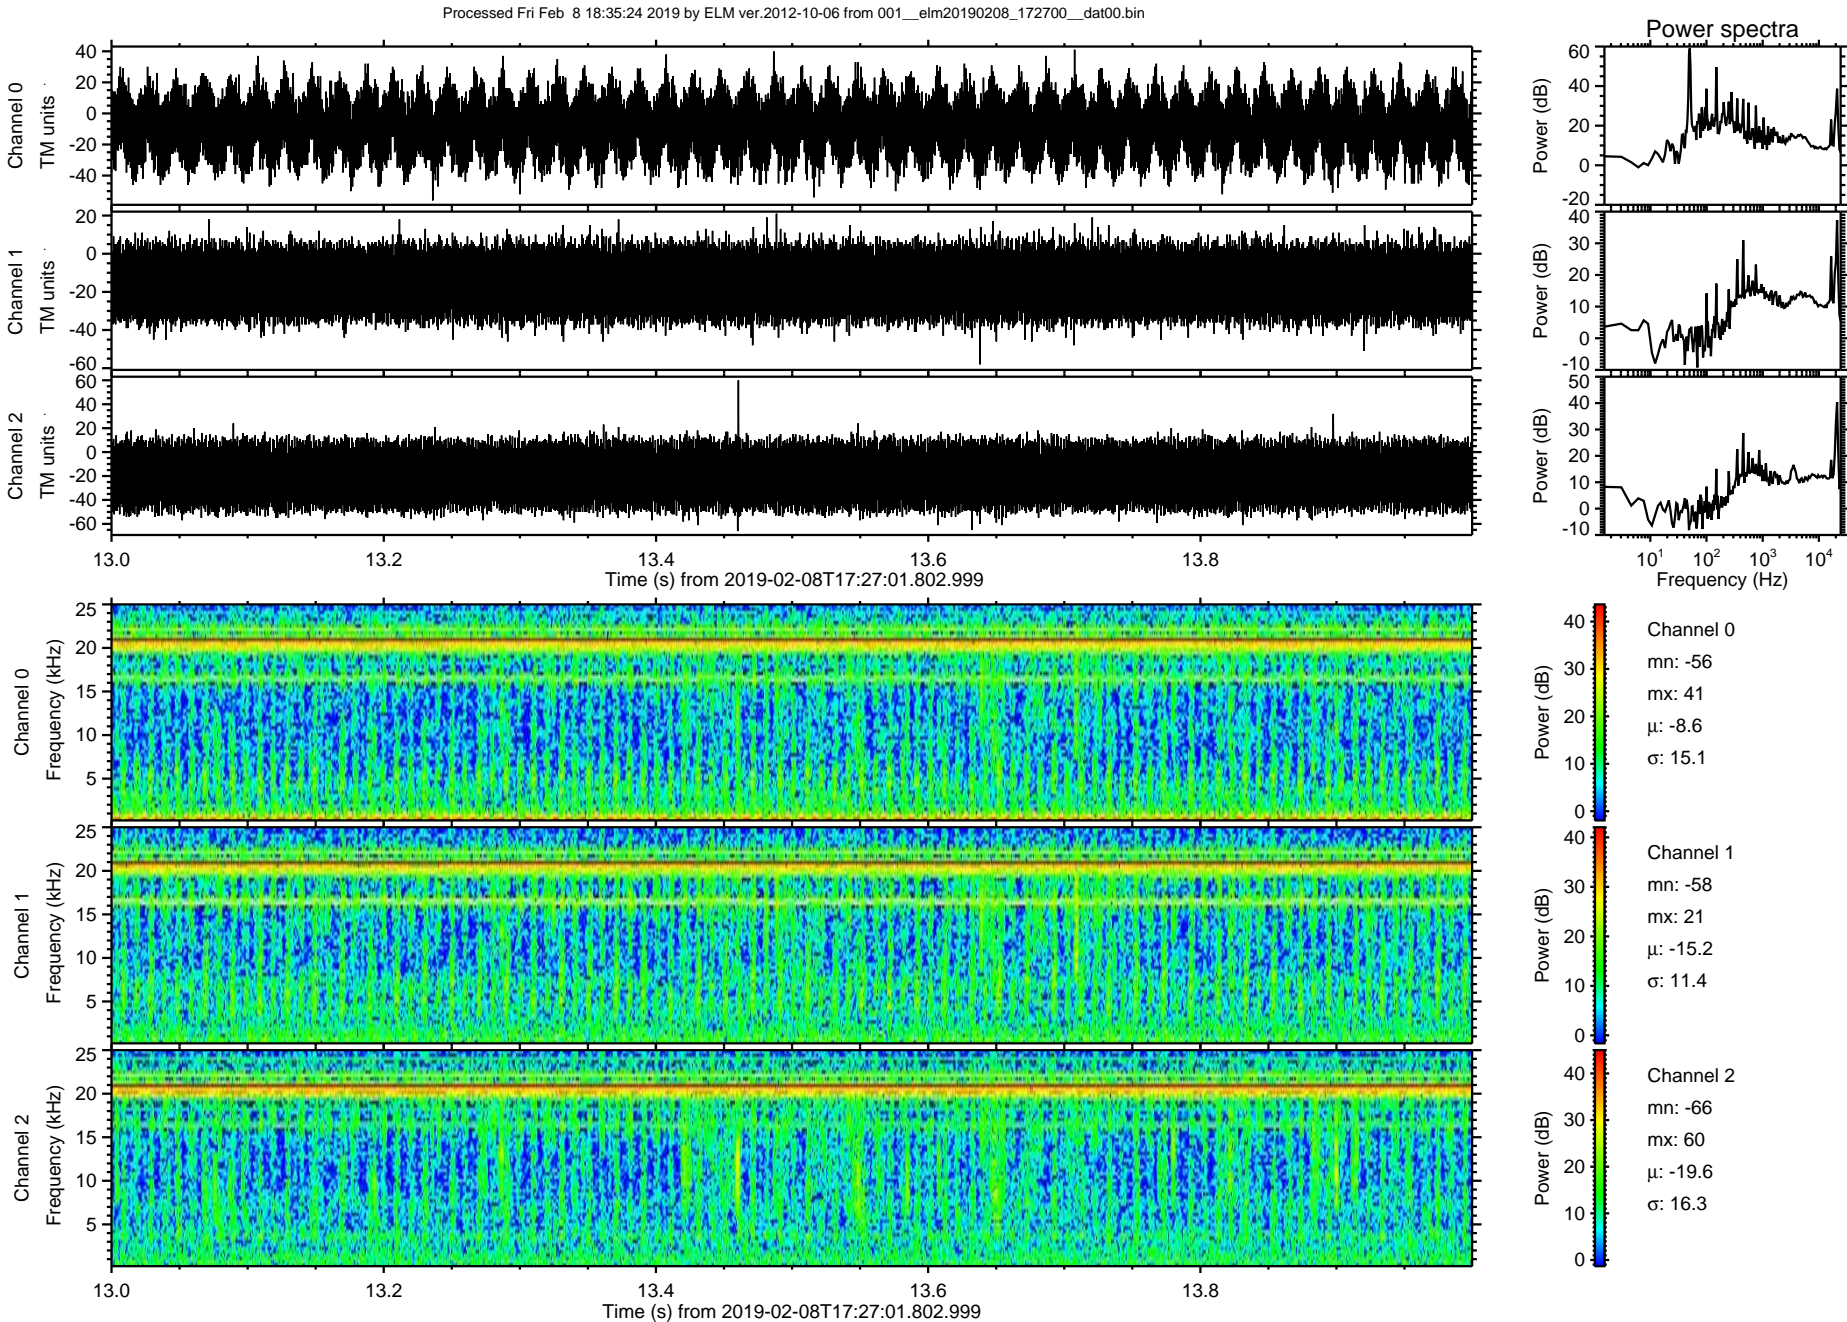 Processed Fri Feb  8 18:35:24 2019 by ELM ver.2012-10-06 from 001__elm20190208_172700__dat00.bin
Power spectra
Channel 0
TM units
40
20
0
-20
-40
Power (dB)
60
40
20
0
-20
Channel 1
TM units
20
0
-20
-40
-60
Power (dB)
40
30
20
10
0
-10
Channel 2
TM units
60
40
20
0
-20
-40
-60
Power (dB)
50
40
30
20
10
0
-10
13.0 13.2 13.4 13.6 13.8
Time (s) from 2019-02-08T17:27:01.802.999
10^1 10^2 10^3 10^4
Frequency (Hz)
Channel 0
Frequency (kHz)
25
20
15
10
5
Power (dB)
40
30
20
10
0
Channel 0
mn: -56
mx: 41
μ: -8.6
σ: 15.1
Channel 1
Frequency (kHz)
25
20
15
10
5
Power (dB)
40
30
20
10
0
Channel 1
mn: -58
mx: 21
μ: -15.2
σ: 11.4
Channel 2
Frequency (kHz)
25
20
15
10
5
Power (dB)
40
30
20
10
0
Channel 2
mn: -66
mx: 60
μ: -19.6
σ: 16.3
13.0 13.2 13.4 13.6 13.8
Time (s) from 2019-02-08T17:27:01.802.999